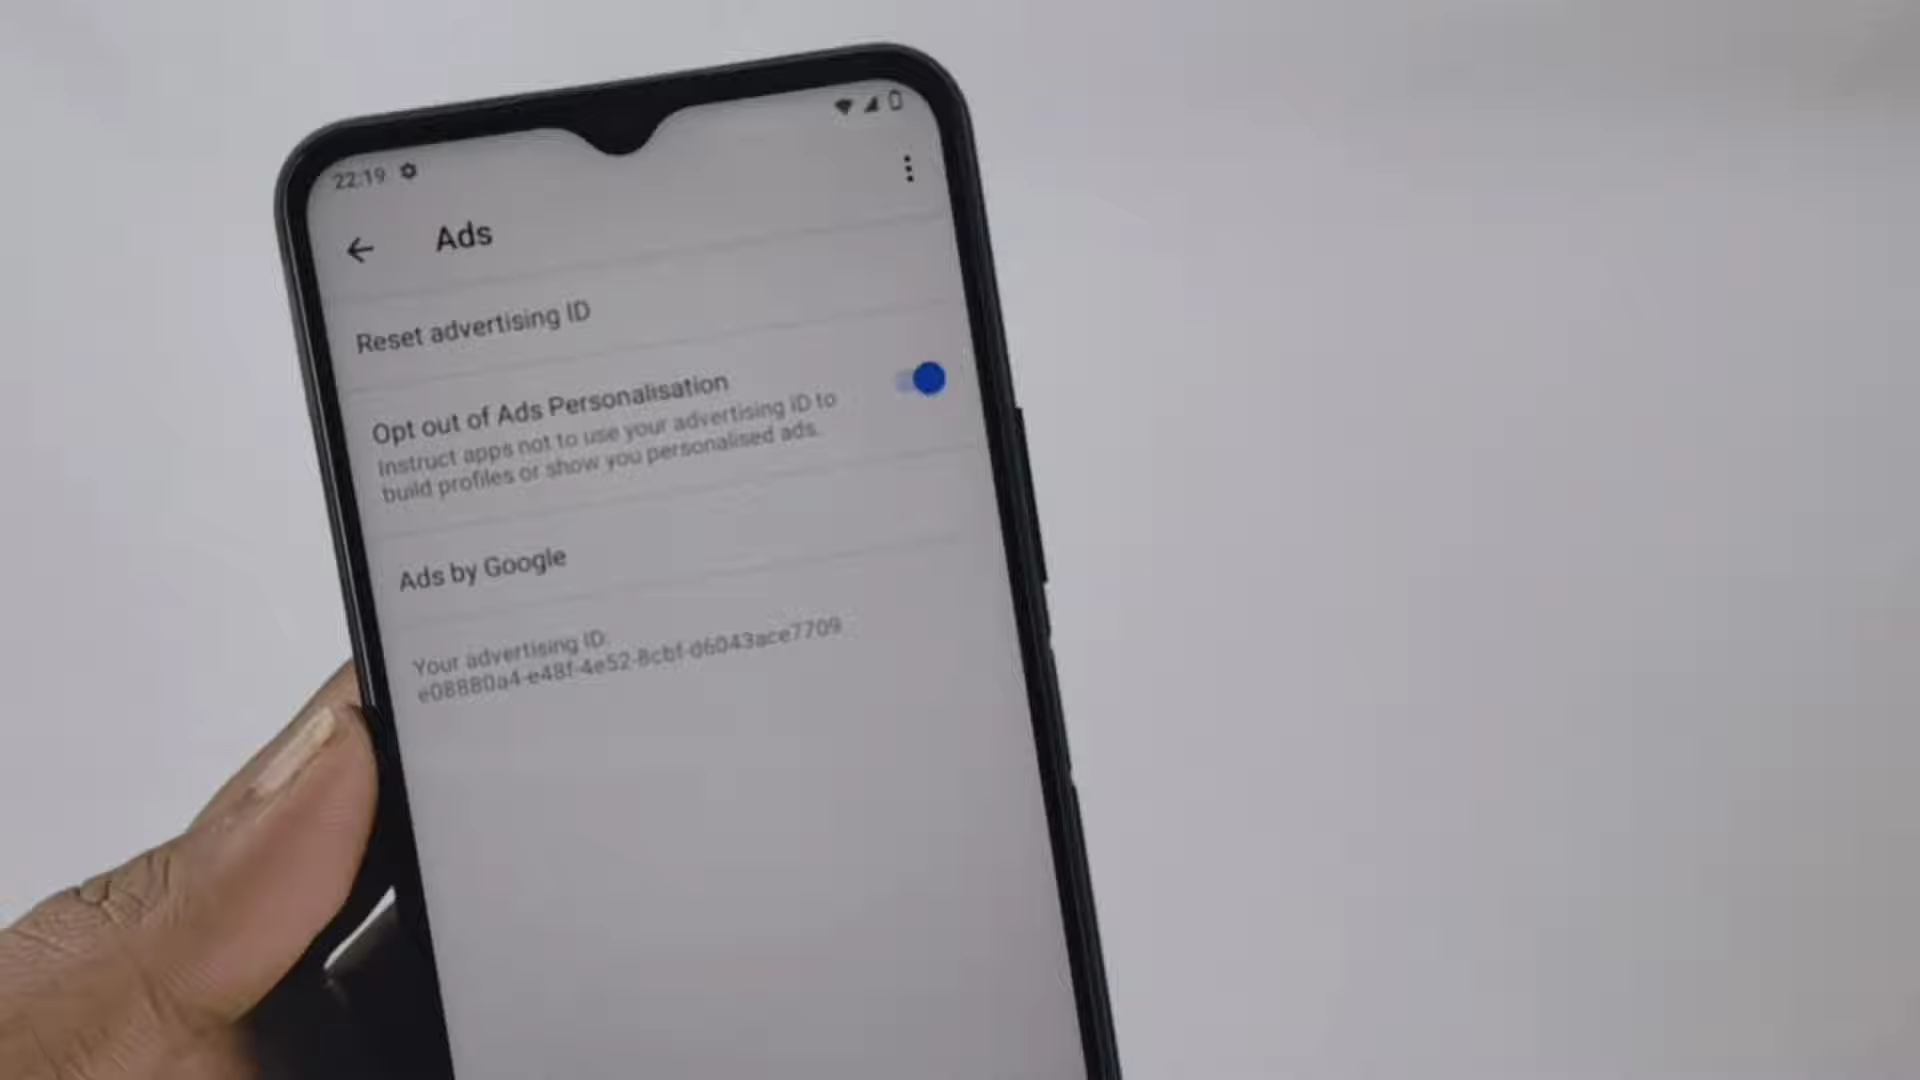 22:19
Ads
Reset advertising ID
Opt out of Ads Personalisation
Instruct apps not to use your advertising ID to
build profiles or show you personalised ads.
Ads by Google
Your advertising ID:
e08880a4-e48f-4e52-8cbf-d6043ace7709